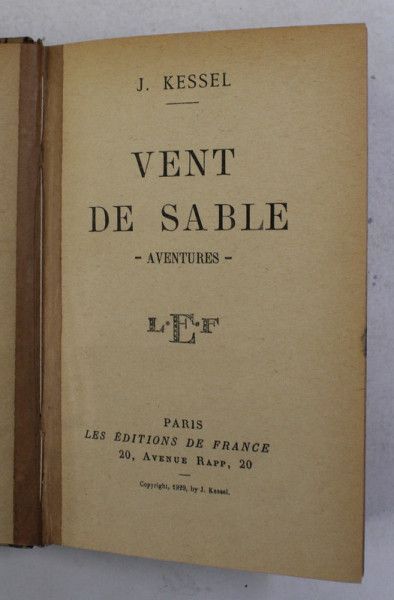 J. KESSEL
VENT
DE SABLE
- AVENTURES -
L·E·F
PARIS
LES ÉDITIONS DE FRANCE
20, AVENUE RAPP, 20
Copyright, 1929, by J. Kessel.